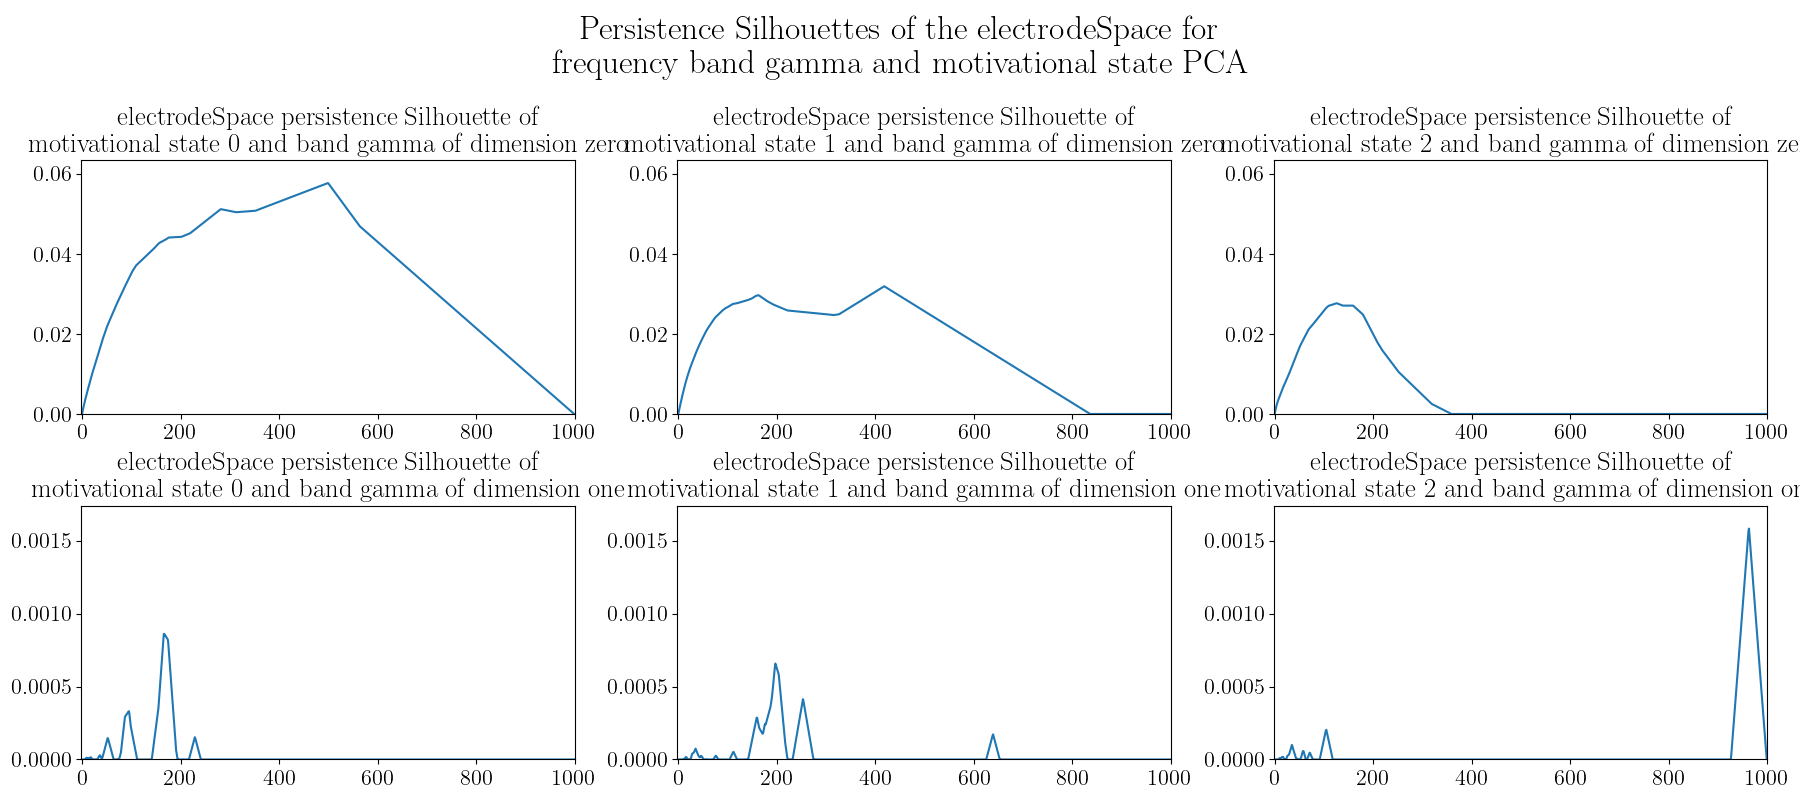 Persistence Silhouettes of the electrodeSpace for
frequency band gamma and motivational state PCA
electrodeSpace persistence Silhouette of
motivational state 0 and band gamma of dimension zero
0.06
0.04
0.02
0.00
0 200 400 600 800 1000
electrodeSpace persistence Silhouette of
motivational state 1 and band gamma of dimension zero
0.06
0.04
0.02
0.00
0 200 400 600 800 1000
electrodeSpace persistence Silhouette of
motivational state 2 and band gamma of dimension ze
0.06
0.04
0.02
0.00
0 200 400 600 800 1000
electrodeSpace persistence Silhouette of
motivational state 0 and band gamma of dimension one
0.0015
0.0010
0.0005
0.0000
0 200 400 600 800 1000
electrodeSpace persistence Silhouette of
motivational state 1 and band gamma of dimension one
0.0015
0.0010
0.0005
0.0000
0 200 400 600 800 1000
electrodeSpace persistence Silhouette of
motivational state 2 and band gamma of dimension on
0.0015
0.0010
0.0005
0.0000
0 200 400 600 800 1000